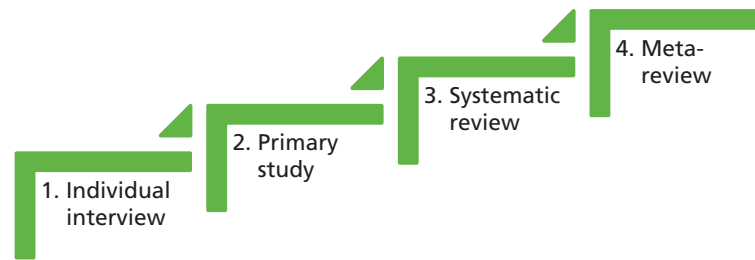 1. Individual
interview
2. Primary
study
3. Systematic
review
4. Meta-
review